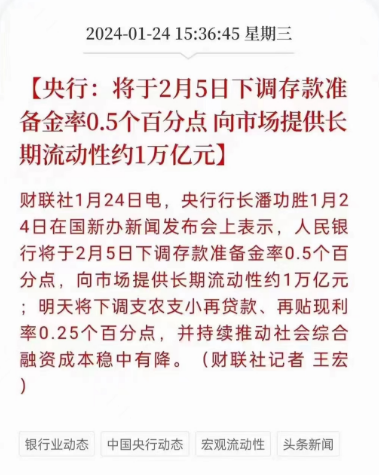 2024-01-24 15:36:45 星期三
【央行：将于2月5日下调存款准
备金率0.5个百分点 向市场提供长
期流动性约1万亿元】
财联社1月24日电，央行行长潘功胜1月2
4日在国新办新闻发布会上表示，人民银
行将于2月5日下调存款准备金率0.5个百
分点，向市场提供长期流动性约1万亿元
；明天将下调支农支小再贷款、再贴现利
率0.25个百分点，并持续推动社会综合
融资成本稳中有降。（财联社记者 王宏
）
银行业动态 中国央行动态 宏观流动性 头条新闻